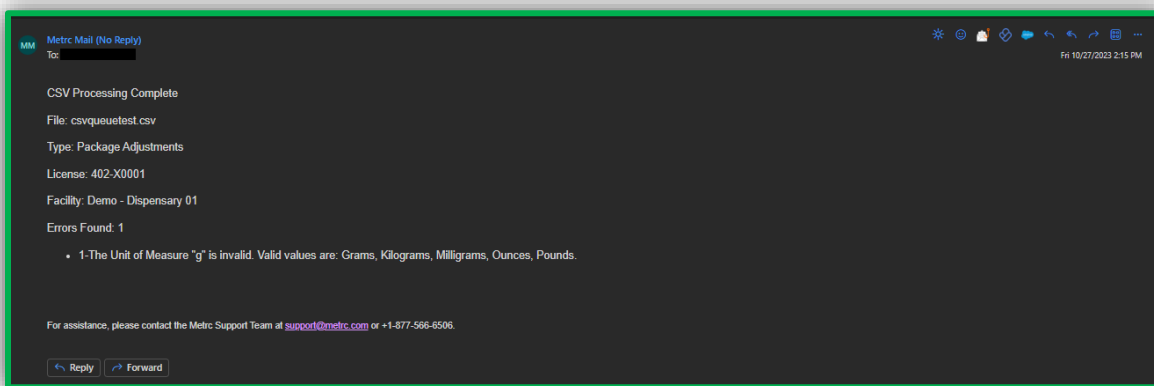 MM
Metrc Mail (No Reply)
To:
Fri 10/27/2023 2:15 PM
CSV Processing Complete
File: csvqueuetest.csv
Type: Package Adjustments
License: 402-X0001
Facility: Demo - Dispensary 01
Errors Found: 1
• 1-The Unit of Measure "g" is invalid. Valid values are: Grams, Kilograms, Milligrams, Ounces, Pounds.
For assistance, please contact the Metrc Support Team at support@metrc.com or +1-877-566-6506.
Reply
Forward